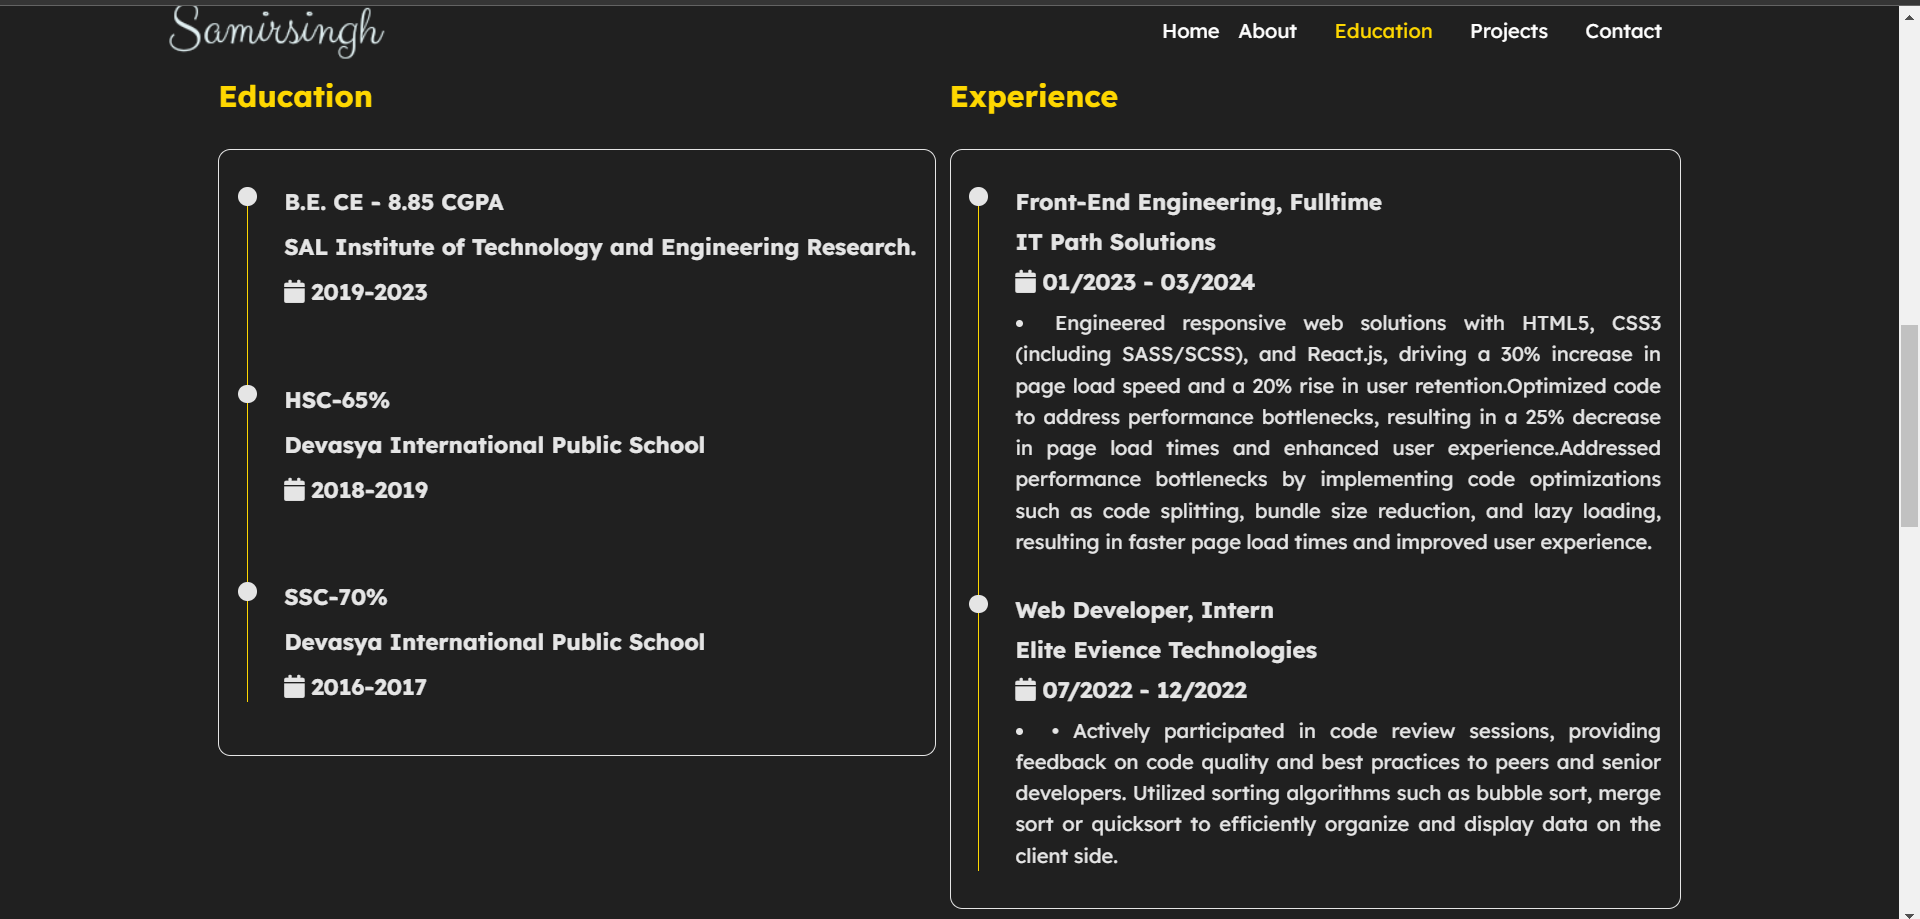 Samirsingh
Home About Education Projects Contact
Education
B.E. CE - 8.85 CGPA
SAL Institute of Technology and Engineering Research.
2019-2023
HSC-65%
Devasya International Public School
2018-2019
SSC-70%
Devasya International Public School
2016-2017
Experience
Front-End Engineering, Fulltime
IT Path Solutions
01/2023 - 03/2024
• Engineered responsive web solutions with HTML5, CSS3
(including SASS/SCSS), and React.js, driving a 30% increase in
page load speed and a 20% rise in user retention.Optimized code
to address performance bottlenecks, resulting in a 25% decrease
in page load times and enhanced user experience.Addressed
performance bottlenecks by implementing code optimizations
such as code splitting, bundle size reduction, and lazy loading,
resulting in faster page load times and improved user experience.
Web Developer, Intern
Elite Evience Technologies
07/2022 - 12/2022
• • Actively participated in code review sessions, providing
feedback on code quality and best practices to peers and senior
developers. Utilized sorting algorithms such as bubble sort, merge
sort or quicksort to efficiently organize and display data on the
client side.